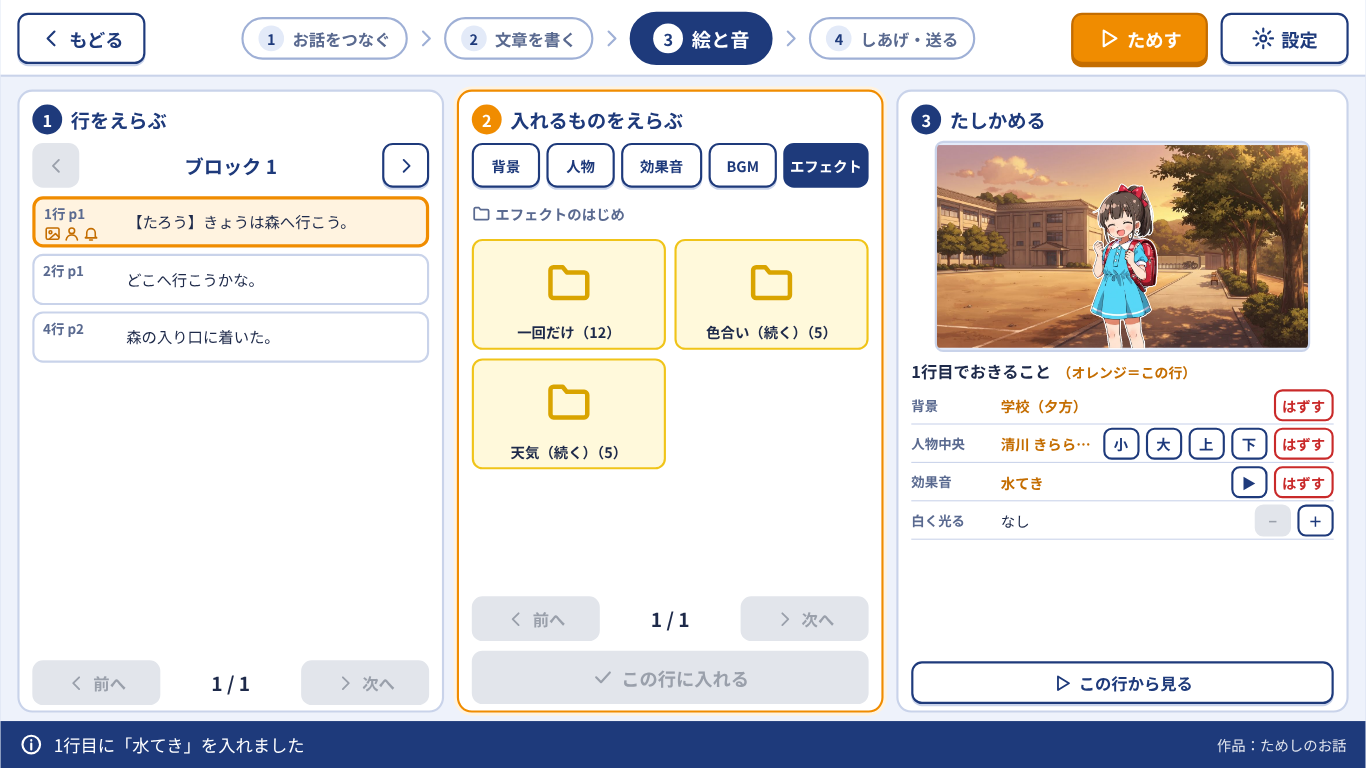 もどる
1 お話をつなぐ
2 文章を書く
3 絵と音
4 しあげ・送る
ためす
設定
1 行をえらぶ
ブロック 1
1行 p1
【たろう】きょうは森へ行こう。
2行 p1
どこへ行こうかな。
4行 p2
森の入り口に着いた。
前へ
1 / 1
次へ
2 入れるものをえらぶ
背景
人物
効果音
BGM
エフェクト
エフェクトのはじめ
一回だけ（12）
色合い（続く）（5）
天気（続く）（5）
前へ
1 / 1
次へ
この行に入れる
3 たしかめる
1行目でおきること （オレンジ＝この行）
背景 学校（夕方） はずす
人物中央 清川 きらら… 小 大 上 下 はずす
効果音 水てき ▶ はずす
白く光る なし − ＋
この行から見る
1行目に「水てき」を入れました
作品：ためしのお話